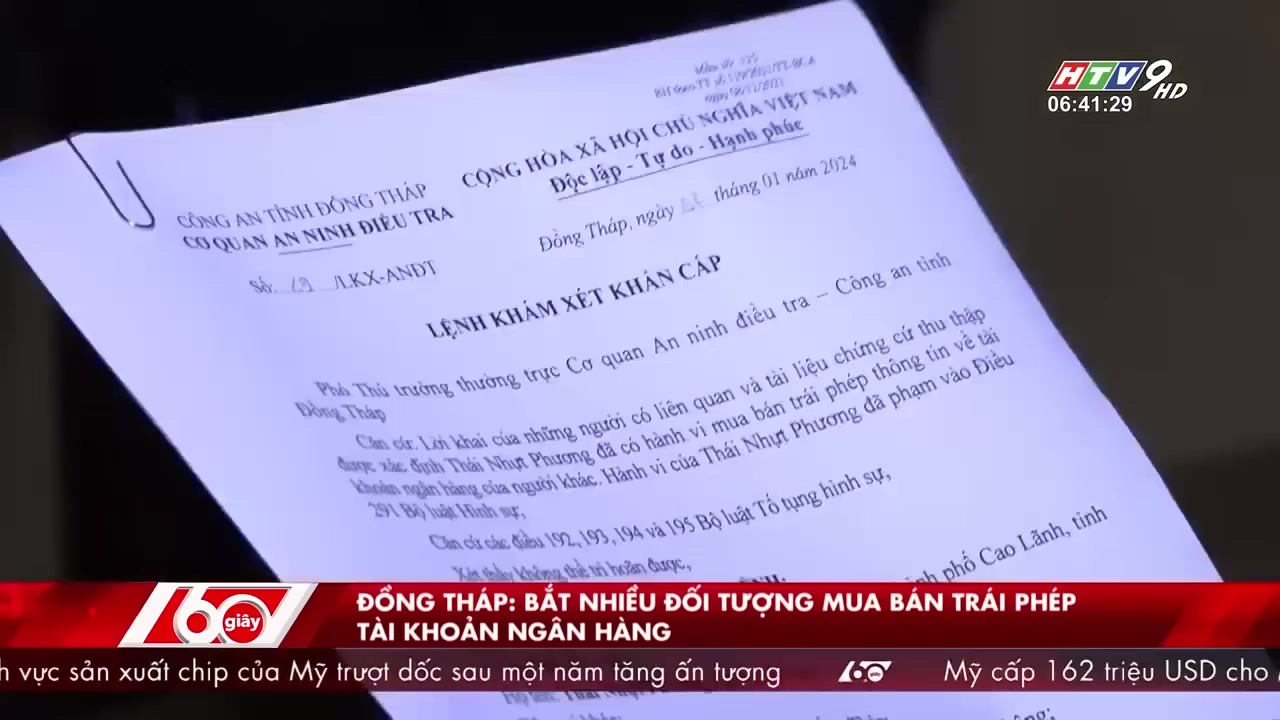 HTV9 HD
06:41:29
CÔNG AN TỈNH ĐỒNG THÁP
CƠ QUAN AN NINH ĐIỀU TRA
Số: 19 /LKX-ANĐT
CỘNG HÒA XÃ HỘI CHỦ NGHĨA VIỆT NAM
Độc lập - Tự do - Hạnh phúc
Đồng Tháp, ngày tháng 01 năm 2024
LỆNH KHÁM XÉT KHẨN CẤP
Phó Thủ trưởng thường trực Cơ quan An ninh điều tra – Công an tỉnh
Đồng Tháp
Căn cứ: Lời khai của những người có liên quan và tài liệu chứng cứ thu thập
được xác định Thái Nhựt Phương đã có hành vi mua bán trái phép thông tin về tài
khoản ngân hàng của người khác. Hành vi của Thái Nhựt Phương đã phạm vào Điều
291 Bộ luật Hình sự;
Căn cứ các điều 192, 193, 194 và 195 Bộ luật Tố tụng hình sự,
Xét thấy không thể trì hoãn được,
phố Cao Lãnh, tỉnh
60 giây
ĐỒNG THÁP: BẮT NHIỀU ĐỐI TƯỢNG MUA BÁN TRÁI PHÉP
TÀI KHOẢN NGÂN HÀNG
vực sản xuất chip của Mỹ trượt dốc sau một năm tăng ấn tượng 60 giây Mỹ cấp 162 triệu USD cho